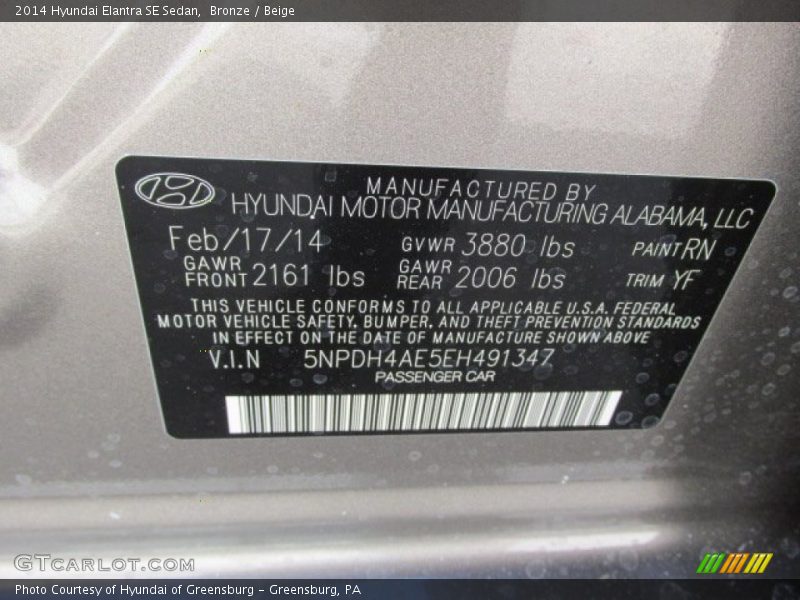 2014 Hyundai Elantra SE Sedan, Bronze / Beige
MANUFACTURED BY
HYUNDAI MOTOR MANUFACTURING ALABAMA, LLC
Feb/17/14 GVWR 3880 lbs PAINT RN
GAWR FRONT 2161 lbs GAWR REAR 2006 lbs TRIM YF
THIS VEHICLE CONFORMS TO ALL APPLICABLE U.S.A. FEDERAL
MOTOR VEHICLE SAFETY, BUMPER, AND THEFT PREVENTION STANDARDS
IN EFFECT ON THE DATE OF MANUFACTURE SHOWN ABOVE
V.I.N 5NPDH4AE5EH491347
PASSENGER CAR
GTCARLOT.COM
Photo Courtesy of Hyundai of Greensburg - Greensburg, PA